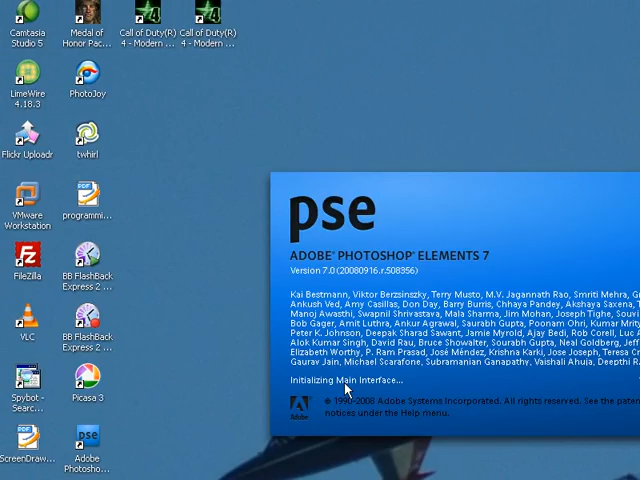 Camtasia Studio 5
Medal of Honor Pac...
Call of Duty(R) 4 - Modern ...
Call of Duty(R) 4 - Modern ...
LimeWire 4.18.3
PhotoJoy
Flickr Uploadr
twhirl
VMware Workstation
programmi...
FileZilla
BB FlashBack Express 2 ...
VLC
BB FlashBack Express 2 ...
Spybot - Searc...
Picasa 3
ScreenDraw...
Adobe Photosho...
pse
pse
ADOBE® PHOTOSHOP® ELEMENTS 7
Version 7.0 (20080916.r.508356)
Kai Bestmann, Viktor Berzsinszky, Terry Musto, M.V. Jagannath Rao, Smriti Mehra,
Ankush Ved, Amy Casillas, Don Day, Barry Burris, Chhaya Pandey, Akshaya Saxena,
Manoj Awasthi, Swapnil Shrivastava, Mala Sharma, Jim Mohan, Joseph Tighe,
Bob Gager, Amit Luthra, Ankur Agrawal, Saurabh Gupta, Poonam Ohri, Kumar
Peter K. Johnson, Deepak Sharad Sawant, Jamie Myrold, Ajay Bedi, Rob Corell, Luc
Alok Kumar Singh, David Rau, Bruce Showalter, Sourabh Gupta, Neal Goldberg, Jeff
Elizabeth Worthy, P. Ram Prasad, José Méndez, Krishna Karki, Jose Joseph, Teresa
Gaurav Jain, Michael Scarafone, Subramanian Ganapathy, Vaishali Ahuja, Deepthi
Initializing Main Interface...
Adobe
© 1990-2008 Adobe Systems Incorporated. All rights reserved. See the
notices under the Help menu.